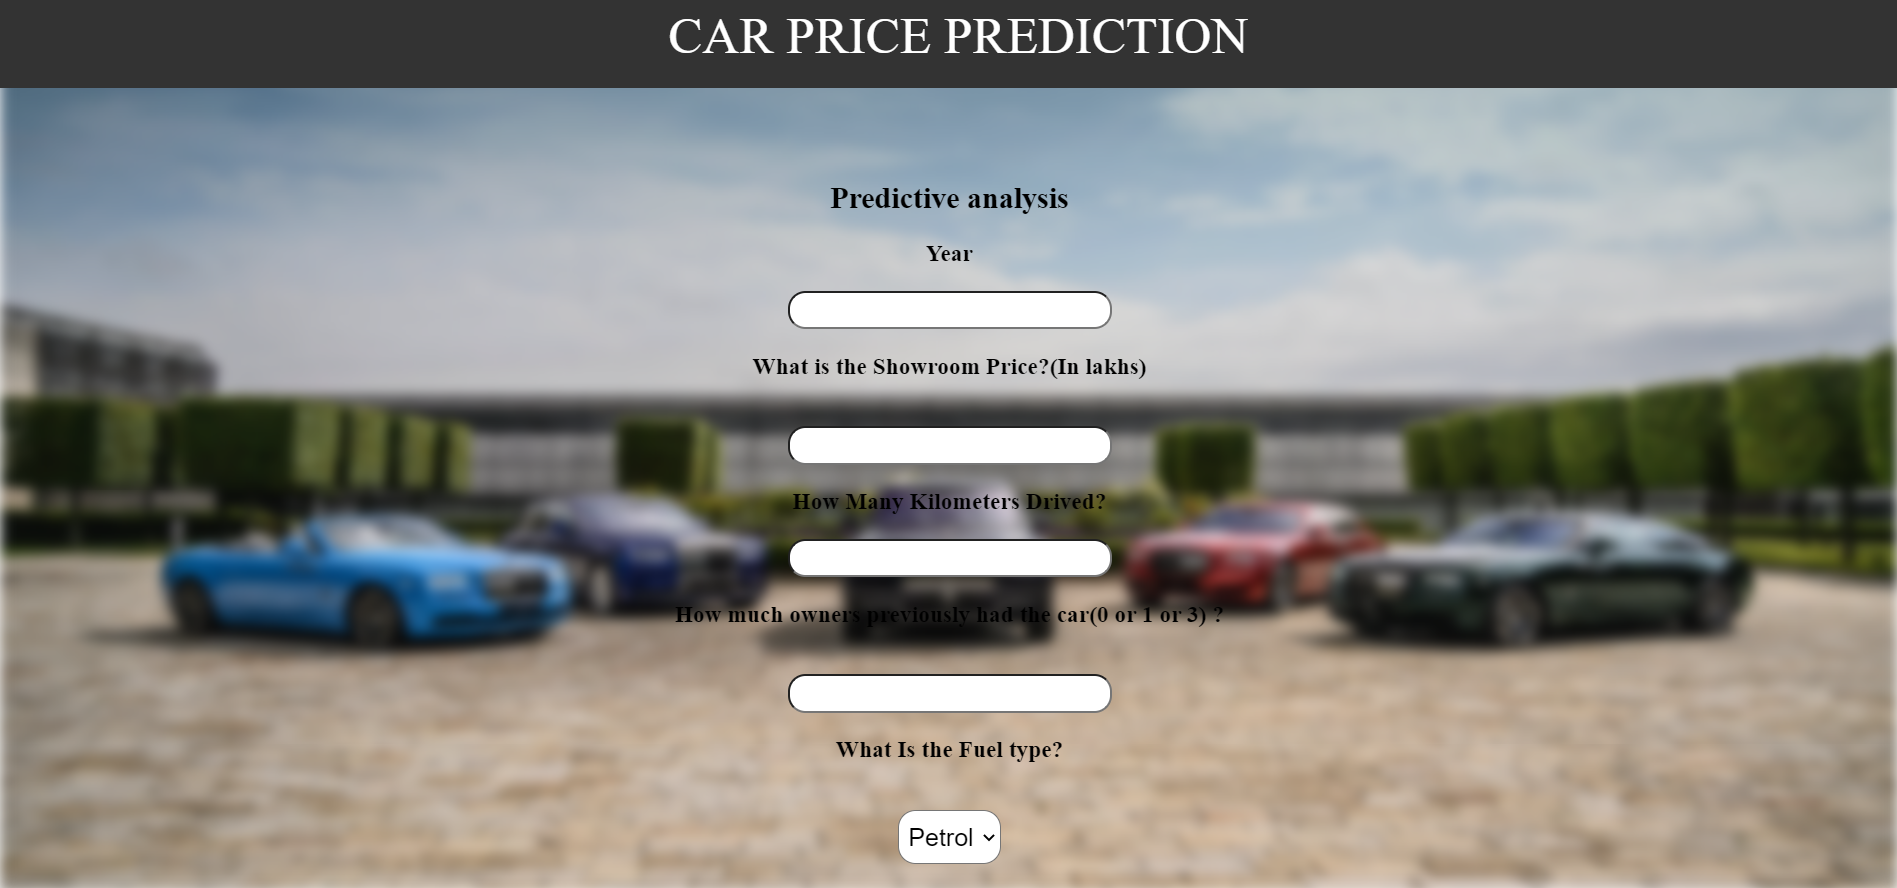 CAR PRICE PREDICTION
Predictive analysis
Year
What is the Showroom Price?(In lakhs)
How Many Kilometers Drived?
How much owners previously had the car(0 or 1 or 3) ?
What Is the Fuel type?
Petrol